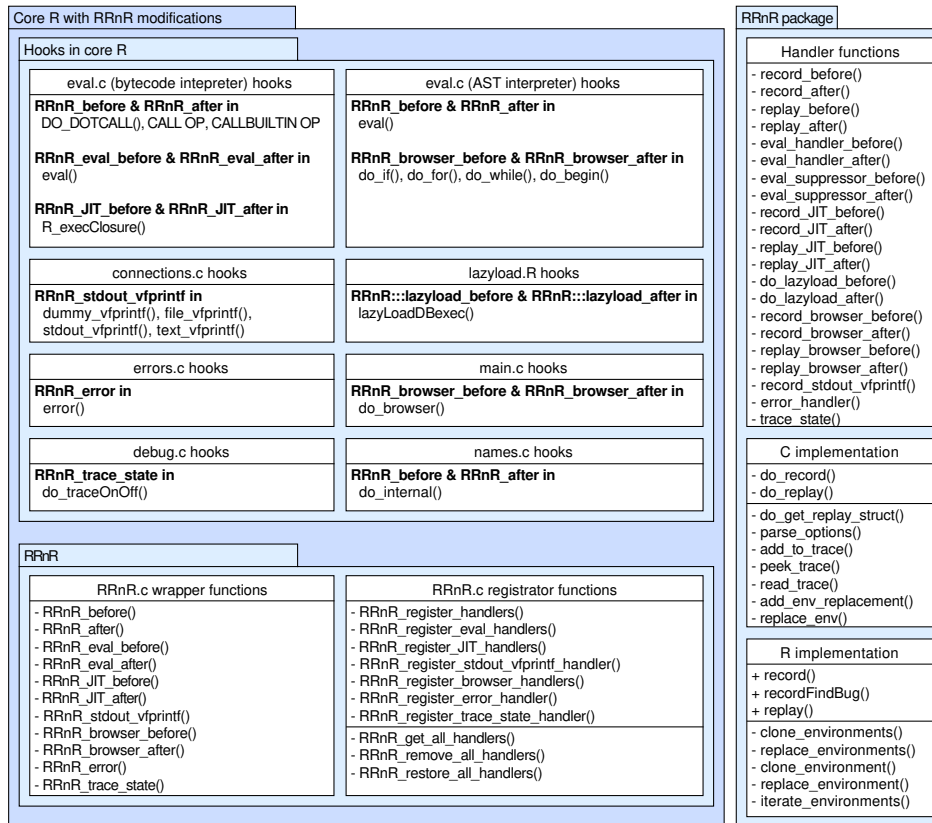 Core R with RRnR modifications
Hooks in core R
eval.c (bytecode intepreter) hooks
RRnR_before & RRnR_after in
DO_DOTCALL(), CALL OP, CALLBUILTIN OP
RRnR_eval_before & RRnR_eval_after in
eval()
RRnR_JIT_before & RRnR_JIT_after in
R_execClosure()
eval.c (AST interpreter) hooks
RRnR_before & RRnR_after in
eval()
RRnR_browser_before & RRnR_browser_after in
do_if(), do_for(), do_while(), do_begin()
connections.c hooks
RRnR_stdout_vfprintf in
dummy_vfprintf(), file_vfprintf(),
stdout_vfprintf(), text_vfprintf()
lazyload.R hooks
RRnR:::lazyload_before & RRnR:::lazyload_after in
lazyLoadDBexec()
errors.c hooks
RRnR_error in
error()
main.c hooks
RRnR_browser_before & RRnR_browser_after in
do_browser()
debug.c hooks
RRnR_trace_state in
do_traceOnOff()
names.c hooks
RRnR_before & RRnR_after in
do_internal()
RRnR
RRnR.c wrapper functions
- RRnR_before()
- RRnR_after()
- RRnR_eval_before()
- RRnR_eval_after()
- RRnR_JIT_before()
- RRnR_JIT_after()
- RRnR_stdout_vfprintf()
- RRnR_browser_before()
- RRnR_browser_after()
- RRnR_error()
- RRnR_trace_state()
RRnR.c registrator functions
- RRnR_register_handlers()
- RRnR_register_eval_handlers()
- RRnR_register_JIT_handlers()
- RRnR_register_stdout_vfprintf_handler()
- RRnR_register_browser_handlers()
- RRnR_register_error_handler()
- RRnR_register_trace_state_handler()
- RRnR_get_all_handlers()
- RRnR_remove_all_handlers()
- RRnR_restore_all_handlers()
RRnR package
Handler functions
- record_before()
- record_after()
- replay_before()
- replay_after()
- eval_handler_before()
- eval_handler_after()
- eval_suppressor_before()
- eval_suppressor_after()
- record_JIT_before()
- record_JIT_after()
- replay_JIT_before()
- replay_JIT_after()
- do_lazyload_before()
- do_lazyload_after()
- record_browser_before()
- record_browser_after()
- replay_browser_before()
- replay_browser_after()
- record_stdout_vfprintf()
- error_handler()
- trace_state()
C implementation
- do_record()
- do_replay()
- do_get_replay_struct()
- parse_options()
- add_to_trace()
- peek_trace()
- read_trace()
- add_env_replacement()
- replace_env()
R implementation
+ record()
+ recordFindBug()
+ replay()
- clone_environments()
- replace_environments()
- clone_environment()
- replace_environment()
- iterate_environments()